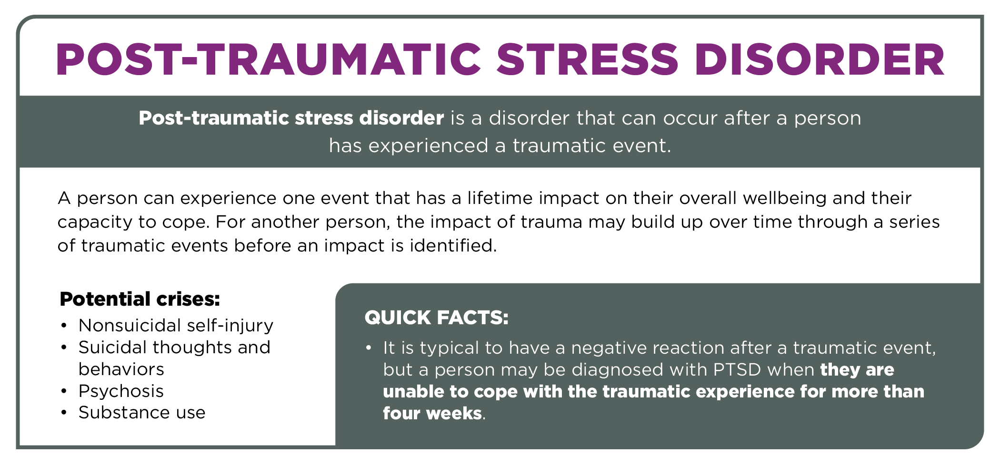 POST-TRAUMATIC STRESS DISORDER
Post-traumatic stress disorder is a disorder that can occur after a person
has experienced a traumatic event.
A person can experience one event that has a lifetime impact on their overall wellbeing and their
capacity to cope. For another person, the impact of trauma may build up over time through a series
of traumatic events before an impact is identified.
Potential crises:
• Nonsuicidal self-injury
• Suicidal thoughts and
behaviors
• Psychosis
• Substance use
QUICK FACTS:
• It is typical to have a negative reaction after a traumatic event,
but a person may be diagnosed with PTSD when they are
unable to cope with the traumatic experience for more than
four weeks.